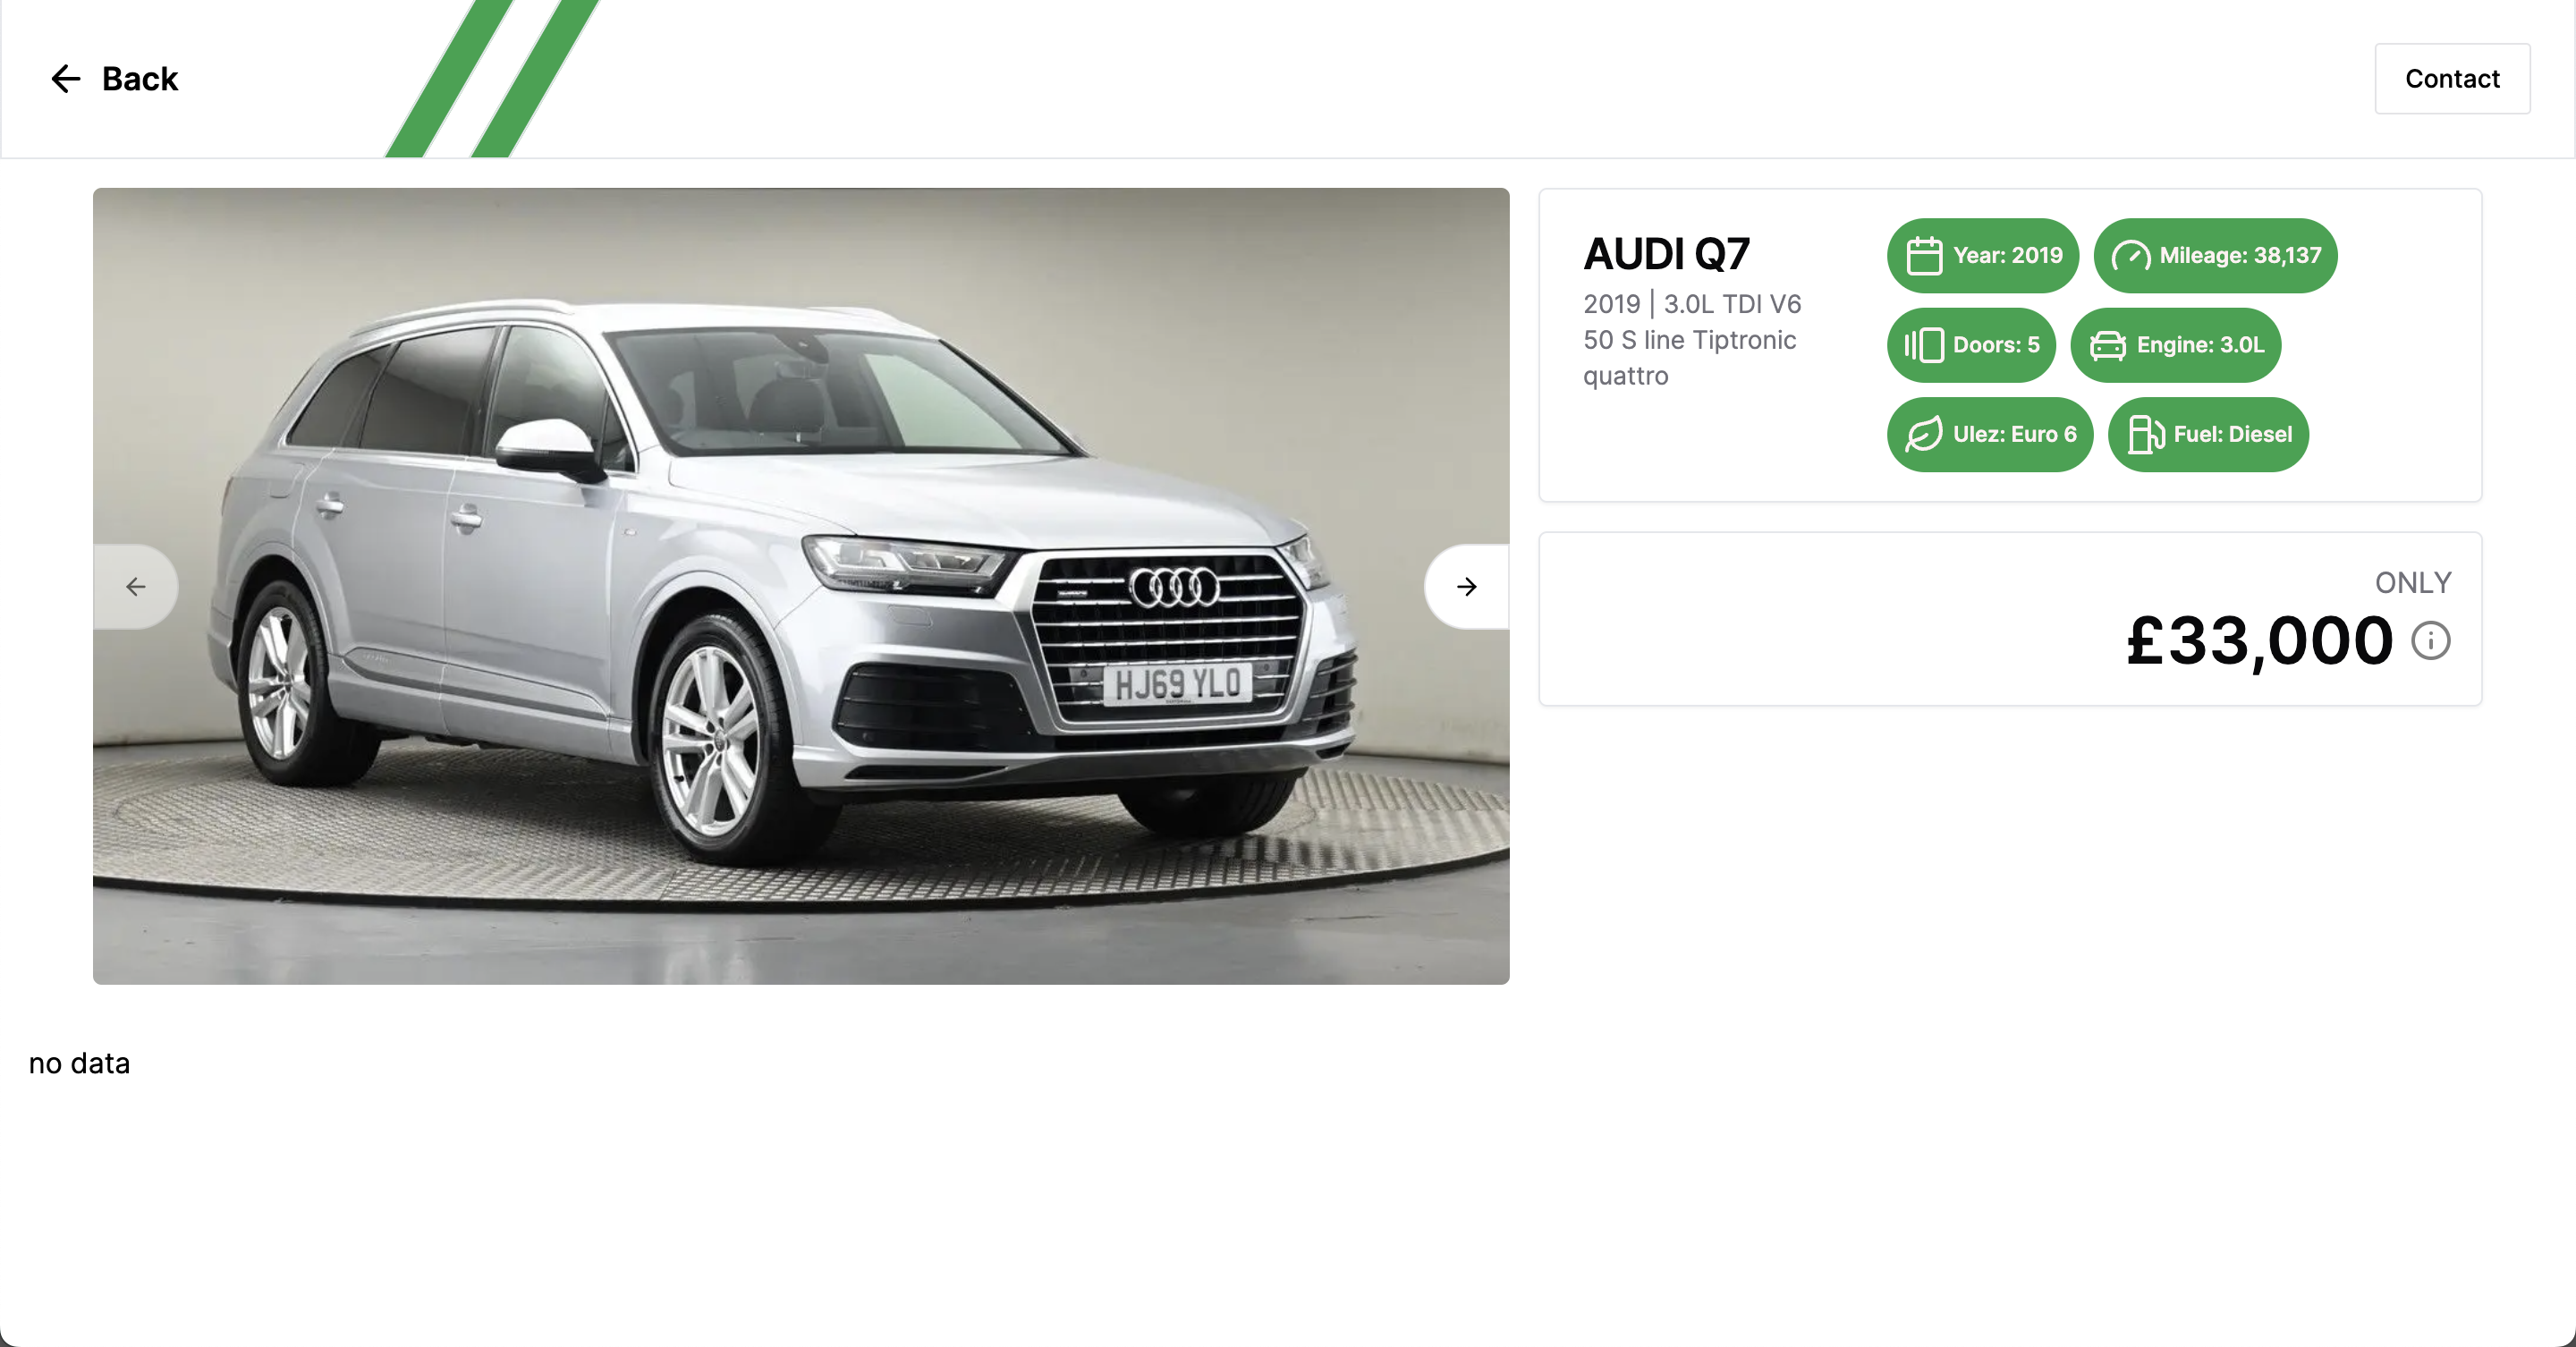 Back
Contact
AUDI Q7
2019 | 3.0L TDI V6
50 S line Tiptronic
quattro
Year: 2019
Mileage: 38,137
Doors: 5
Engine: 3.0L
Ulez: Euro 6
Fuel: Diesel
ONLY
£33,000
HJ69 YLO
no data